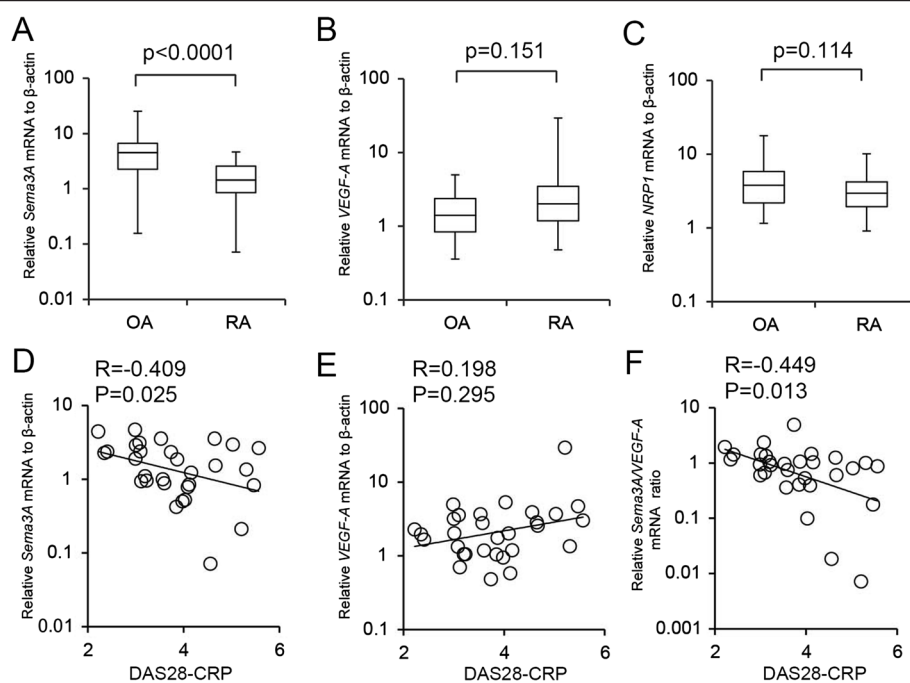 A
p<0.0001
Relative Sema3A mRNA to β-actin
100
10
1
0.1
0.01
OA
RA
B
p=0.151
Relative VEGF-A mRNA to β-actin
100
10
1
0.1
OA
RA
C
p=0.114
Relative NRP1 mRNA to β-actin
100
10
1
0.1
OA
RA
D
R=-0.409
P=0.025
Relative Sema3A mRNA to β-actin
10
1
0.1
0.01
2
4
6
DAS28-CRP
E
R=0.198
P=0.295
Relative VEGF-A mRNA to β-actin
100
10
1
0.1
2
4
6
DAS28-CRP
F
R=-0.449
P=0.013
Relative Sema3A/VEGF-A
mRNA ratio
10
1
0.1
0.01
0.001
2
4
6
DAS28-CRP